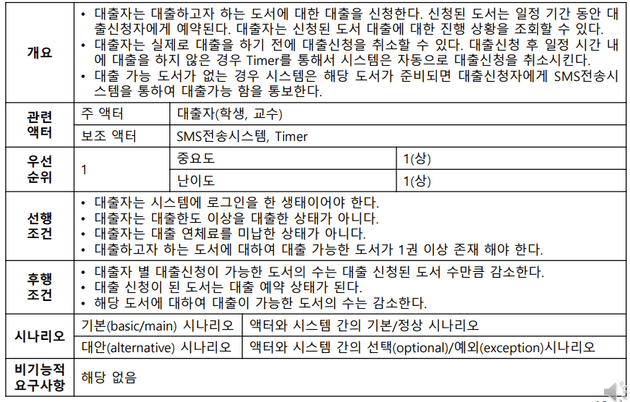 개요
• 대출자는 대출하고자 하는 도서에 대한 대출을 신청한다. 신청된 도서는 일정 기간 동안 대
출신청자에게 예약된다. 대출자는 신청된 도서 대출에 대한 진행 상황을 조회할 수 있다.
• 대출자는 실제로 대출을 하기 전에 대출신청을 취소할 수 있다. 대출신청 후 일정 시간 내
에 대출을 하지 않은 경우 Timer를 통해서 시스템은 자동으로 대출신청을 취소시킨다.
• 대출 가능 도서가 없는 경우 시스템은 해당 도서가 준비되면 대출신청자에게 SMS전송시
스템을 통하여 대출가능 함을 통보한다.
관련
액터
주 액터
대출자(학생, 교수)
보조 액터
SMS전송시스템, Timer
우선
순위
1
중요도
1(상)
난이도
1(상)
선행
조건
• 대출자는 시스템에 로그인을 한 생태이어야 한다.
• 대출자는 대출한도 이상을 대출한 상태가 아니다.
• 대출자는 대출 연체료를 미납한 상태가 아니다.
• 대출하고자 하는 도서에 대하여 대출 가능한 도서가 1권 이상 존재 해야 한다.
후행
조건
• 대출자 별 대출신청이 가능한 도서의 수는 대출 신청된 도서 수만큼 감소한다.
• 대출 신청이 된 도서는 대출 예약 상태가 된다.
• 해당 도서에 대하여 대출이 가능한 도서의 수는 감소한다.
시나리오
기본(basic/main) 시나리오
액터와 시스템 간의 기본/정상 시나리오
대안(alternative) 시나리오
액터와 시스템 간의 선택(optional)/예외(exception)시나리오
비기능적
요구사항
해당 없음